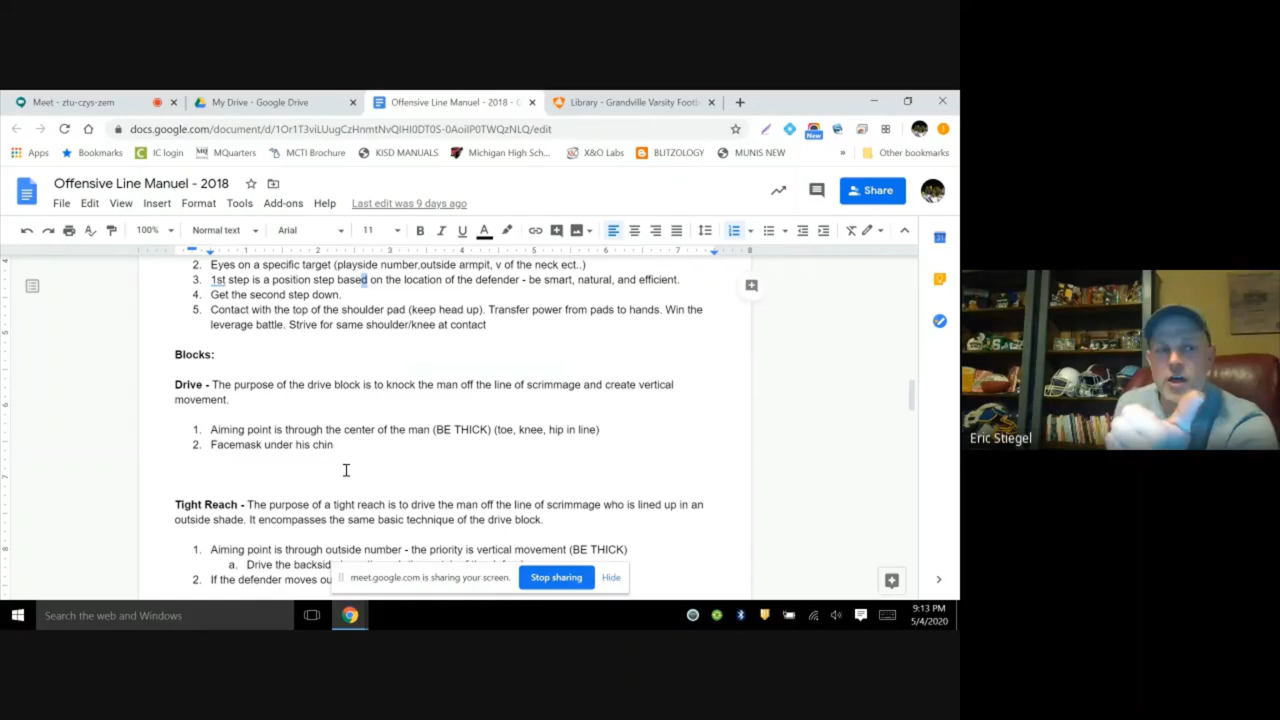 Meet - ztu-czys-zem
My Drive - Google Drive
Offensive Line Manuel - 2018 - G
Library - Grandville Varsity Footb
docs.google.com/document/d/1Or1T3viLUugCzHnmtNvQIHI0DT0S-0AoilP0TWQzNLQ/edit
New
Apps
Bookmarks
IC login
MQuarters
MCTI Brochure
KISD MANUALS
Michigan High Sch...
X&O Labs
BLITZOLOGY
MUNIS NEW
»
Other bookmarks
Offensive Line Manuel - 2018
Share
File Edit View Insert Format Tools Add-ons Help Last edit was 9 days ago
100% Normal text Arial 11 B I U A
1 1 2 3 4 5 6 7 8
2. Eyes on a specific target (playside number,outside armpit, v of the neck ect..)
3. 1st step is a position step based on the location of the defender - be smart, natural, and efficient.
4. Get the second step down.
5. Contact with the top of the shoulder pad (keep head up). Transfer power from pads to hands. Win the
leverage battle. Strive for same shoulder/knee at contact
Blocks:
Drive - The purpose of the drive block is to knock the man off the line of scrimmage and create vertical
movement.
1. Aiming point is through the center of the man (BE THICK) (toe, knee, hip in line)
2. Facemask under his chin
Eric Stiegel
Tight Reach - The purpose of a tight reach is to drive the man off the line of scrimmage who is lined up in an
outside shade. It encompasses the same basic technique of the drive block.
1. Aiming point is through outside number - the priority is vertical movement (BE THICK)
a. Drive the backsid
2. If the defender moves ou
meet.google.com is sharing your screen. Stop sharing Hide
Search the web and Windows
9:13 PM
5/4/2020